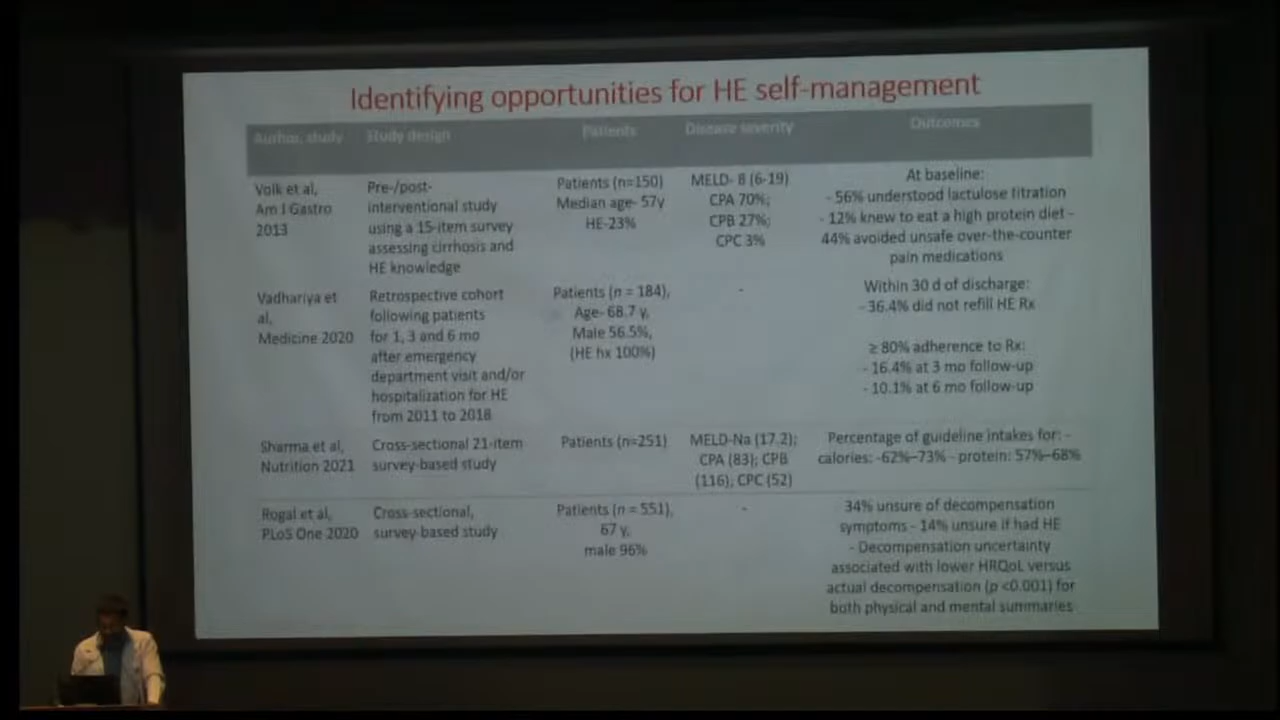 Identifying opportunities for HE self-management
Author, study
Study design
Patients
Disease severity
Outcomes
Volk et al,
Am J Gastro
2013
Pre-/post-
interventional study
using a 15-item survey
assessing cirrhosis and
HE knowledge
Patients (n=150)
Median age- 57y
HE-23%
MELD- 8 (6-19)
CPA 70%;
CPB 27%;
CPC 3%
At baseline:
- 56% understood lactulose titration
- 12% knew to eat a high protein diet -
44% avoided unsafe over-the-counter
pain medications
Vadhariya et
al,
Medicine 2020
Retrospective cohort
following patients
for 1, 3 and 6 mo
after emergency
department visit and/or
hospitalization for HE
from 2011 to 2018
Patients (n = 184),
Age- 68.7 y,
Male 56.5%,
(HE hx 100%)
-
Within 30 d of discharge:
- 36.4% did not refill HE Rx
≥ 80% adherence to Rx:
- 16.4% at 3 mo follow-up
- 10.1% at 6 mo follow-up
Sharma et al,
Nutrition 2021
Cross-sectional 21-item
survey-based study
Patients (n=251)
MELD-Na (17.2);
CPA (83); CPB
(116), CPC (52)
Percentage of guideline intakes for: -
calories: -62%–73% - protein: 57%–68%
Rogal et al,
PLoS One 2020
Cross-sectional,
survey-based study
Patients (n = 551),
67 y,
male 96%
-
34% unsure of decompensation
symptoms - 14% unsure if had HE
- Decompensation uncertainty
associated with lower HRQoL versus
actual decompensation (p <0.001) for
both physical and mental summaries